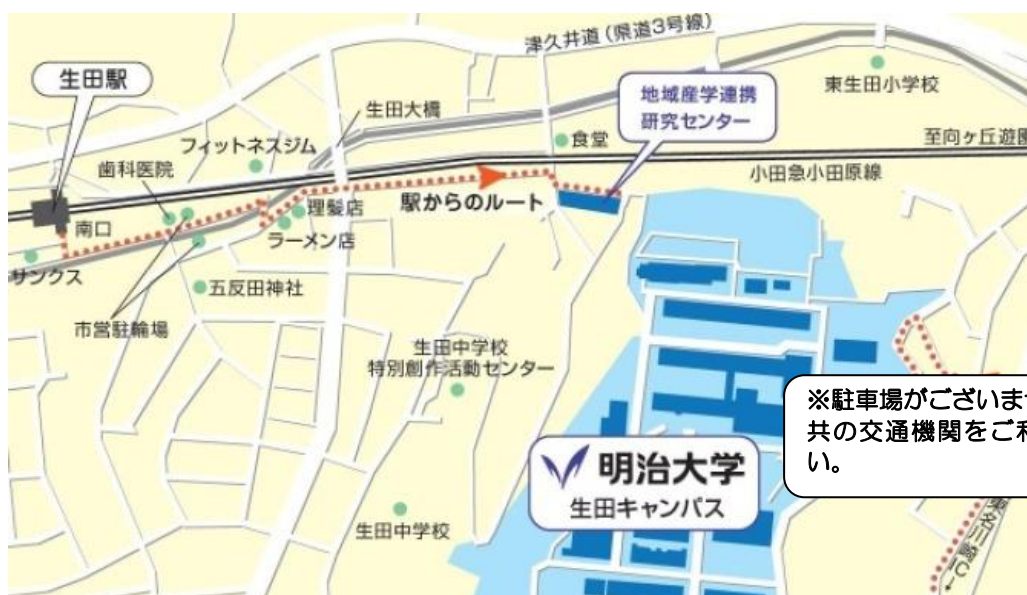 津久井道(県道3号線)
生田駅
生田大橋
地域産学連携
研究センター
東生田小学校
フィットネスジム
食堂
至向ヶ丘遊園
歯科医院
小田急小田原線
南口
理髪店
駅からのルート
ラーメン店
サンクス
五反田神社
市営駐輪場
生田中学校
特別創作活動センター
※駐車場がございませ
共の交通機関をご利
い。
明治大学
生田キャンパス
生田中学校
東名川崎IC